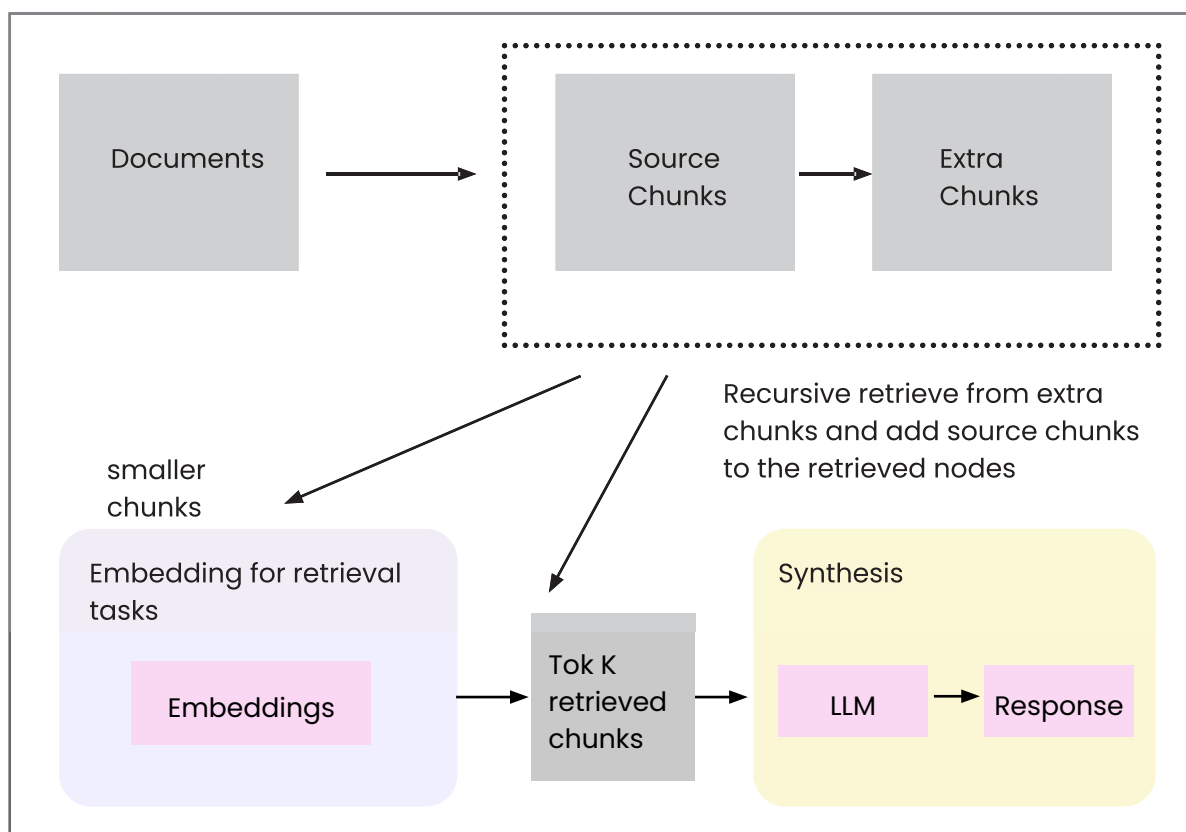 Documents
Source
Chunks
Extra
Chunks
Recursive retrieve from extra
chunks and add source chunks
to the retrieved nodes
smaller
chunks
Embedding for retrieval
tasks
Embeddings
Tok K
retrieved
chunks
Synthesis
LLM
Response